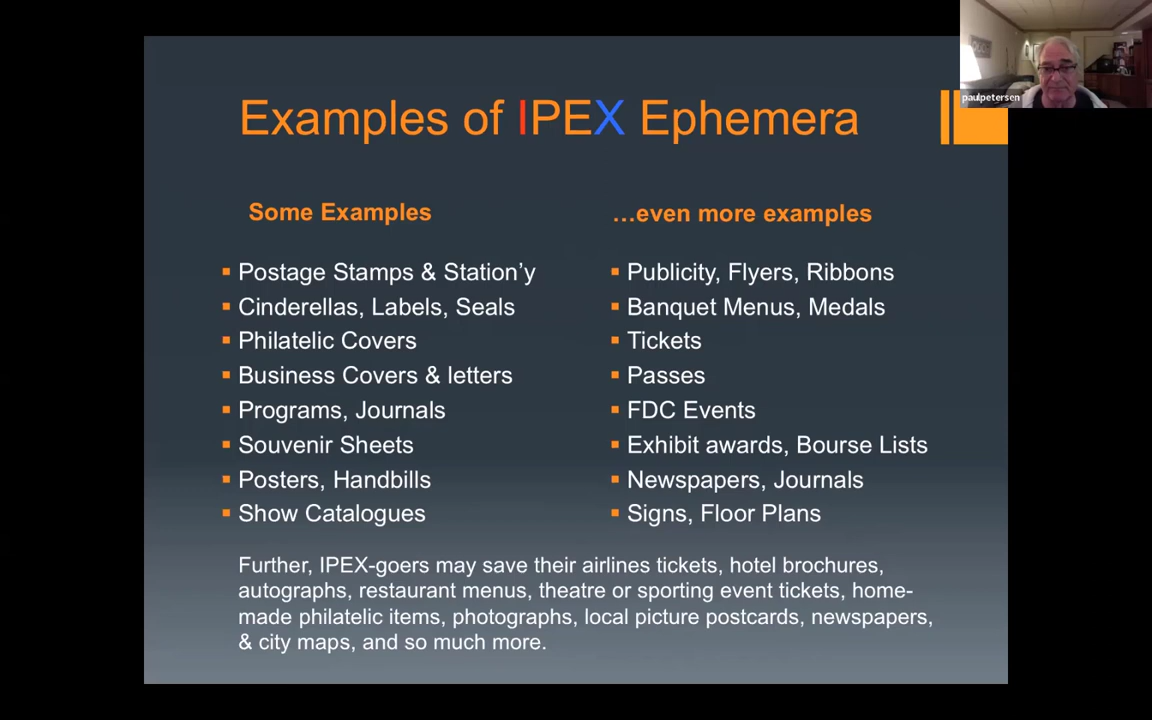 paulpetersen
Examples of IPEX Ephemera
Some Examples
Postage Stamps & Station’y
Cinderellas, Labels, Seals
Philatelic Covers
Business Covers & letters
Programs, Journals
Souvenir Sheets
Posters, Handbills
Show Catalogues
…even more examples
Publicity, Flyers, Ribbons
Banquet Menus, Medals
Tickets
Passes
FDC Events
Exhibit awards, Bourse Lists
Newspapers, Journals
Signs, Floor Plans
Further, IPEX-goers may save their airlines tickets, hotel brochures,
autographs, restaurant menus, theatre or sporting event tickets, home-
made philatelic items, photographs, local picture postcards, newspapers,
& city maps, and so much more.